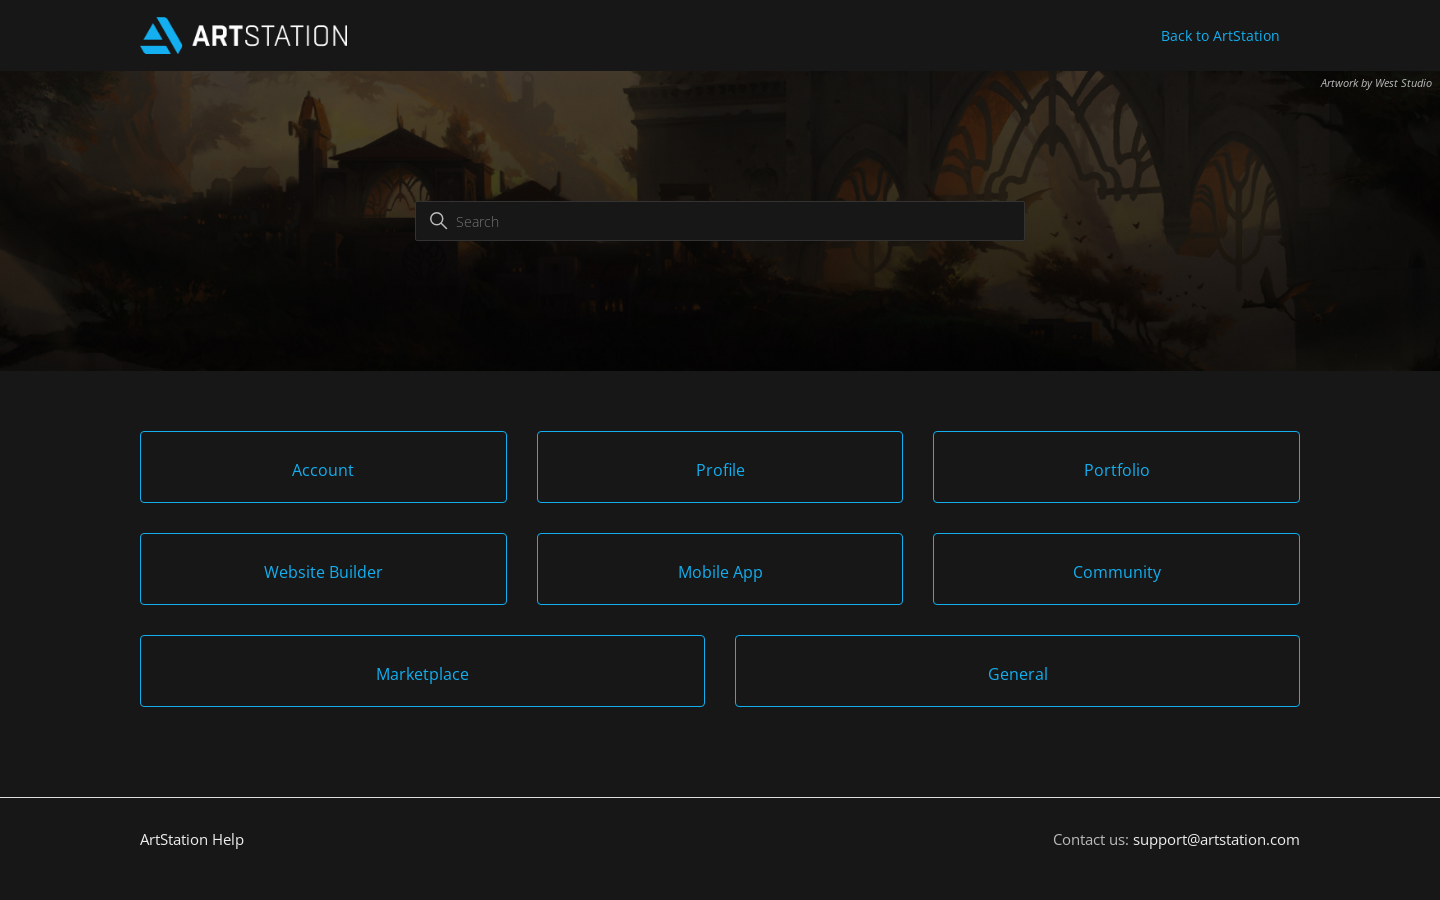 ARTSTATION
Back to ArtStation
Artwork by West Studio
Search
Account
Profile
Portfolio
Website Builder
Mobile App
Community
Marketplace
General
ArtStation Help
Contact us: support@artstation.com